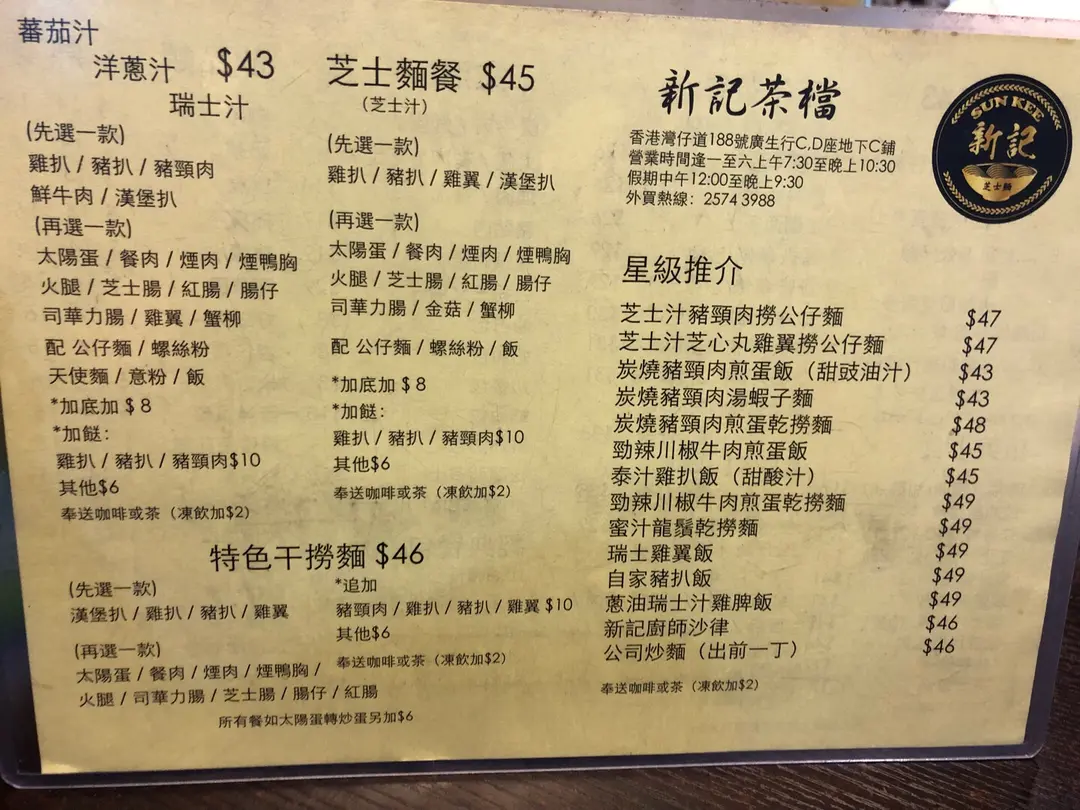 蕃茄汁
洋蔥汁 $43
瑞士汁
(先選一款)
雞扒 / 豬扒 / 豬頸肉
鮮牛肉 / 漢堡扒
(再選一款)
太陽蛋 / 餐肉 / 煙肉 / 煙鴨胸
火腿 / 芝士腸 / 紅腸 / 腸仔
司華力腸 / 雞翼 / 蟹柳
配 公仔麵 / 螺絲粉
天使麵 / 意粉 / 飯
*加底加 $ 8
*加餸:
雞扒 / 豬扒 / 豬頸肉$10
其他$6
奉送咖啡或茶（凍飲加$2）
芝士麵餐 $45
（芝士汁）
(先選一款)
雞扒 / 豬扒 / 雞翼 / 漢堡扒
(再選一款)
太陽蛋 / 餐肉 / 煙肉 / 煙鴨胸
火腿 / 芝士腸 / 紅腸 / 腸仔
司華力腸 / 金菇 / 蟹柳
配 公仔麵 / 螺絲粉 / 飯
*加底加 $ 8
*加餸:
雞扒 / 豬扒 / 豬頸肉$10
其他$6
奉送咖啡或茶（凍飲加$2）
特色干撈麵 $46
(先選一款)
漢堡扒 / 雞扒 / 豬扒 / 雞翼
(再選一款)
太陽蛋 / 餐肉 / 煙肉 / 煙鴨胸 /
火腿 / 司華力腸 / 芝士腸 / 腸仔 / 紅腸
*追加
豬頸肉 / 雞扒 / 豬扒 / 雞翼 $10
其他$6
奉送咖啡或茶（凍飲加$2）
所有餐如太陽蛋轉炒蛋另加$6
新記茶檔
香港灣仔道188號廣生行C,D座地下C鋪
營業時間逢一至六上午7:30至晚上10:30
假期中午12:00至晚上9:30
外買熱線: 2574 3988
SUN KEE
新記
芝士麵
星級推介
芝士汁豬頸肉撈公仔麵 $47
芝士汁芝心丸雞翼撈公仔麵 $47
炭燒豬頸肉煎蛋飯（甜豉油汁） $43
炭燒豬頸肉湯蝦子麵 $43
炭燒豬頸肉煎蛋乾撈麵 $48
勁辣川椒牛肉煎蛋飯 $45
泰汁雞扒飯（甜酸汁） $45
勁辣川椒牛肉煎蛋乾撈麵 $49
蜜汁龍鬚乾撈麵 $49
瑞士雞翼飯 $49
自家豬扒飯 $49
蔥油瑞士汁雞脾飯 $49
新記廚師沙律 $46
公司炒麵（出前一丁） $46
奉送咖啡或茶（凍飲加$2）